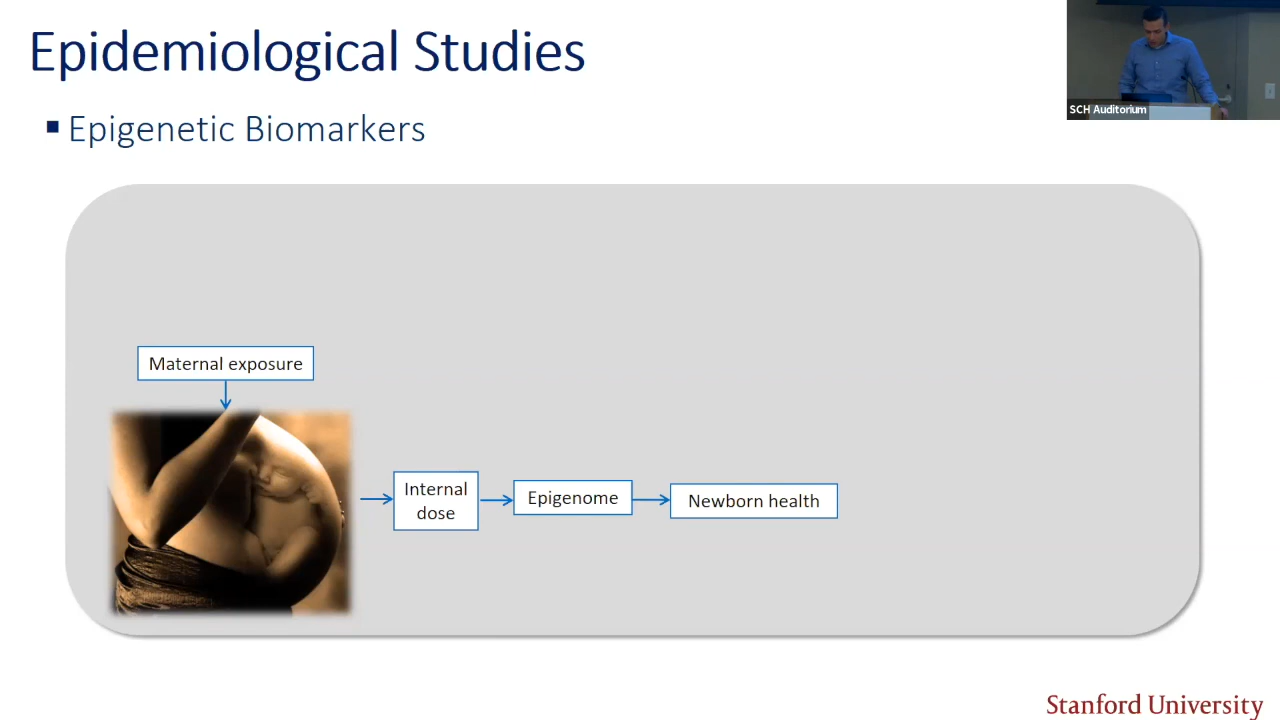 Epidemiological Studies
SCH Auditorium
Epigenetic Biomarkers
Maternal exposure
Internal
dose
Epigenome
Newborn health
Stanford University